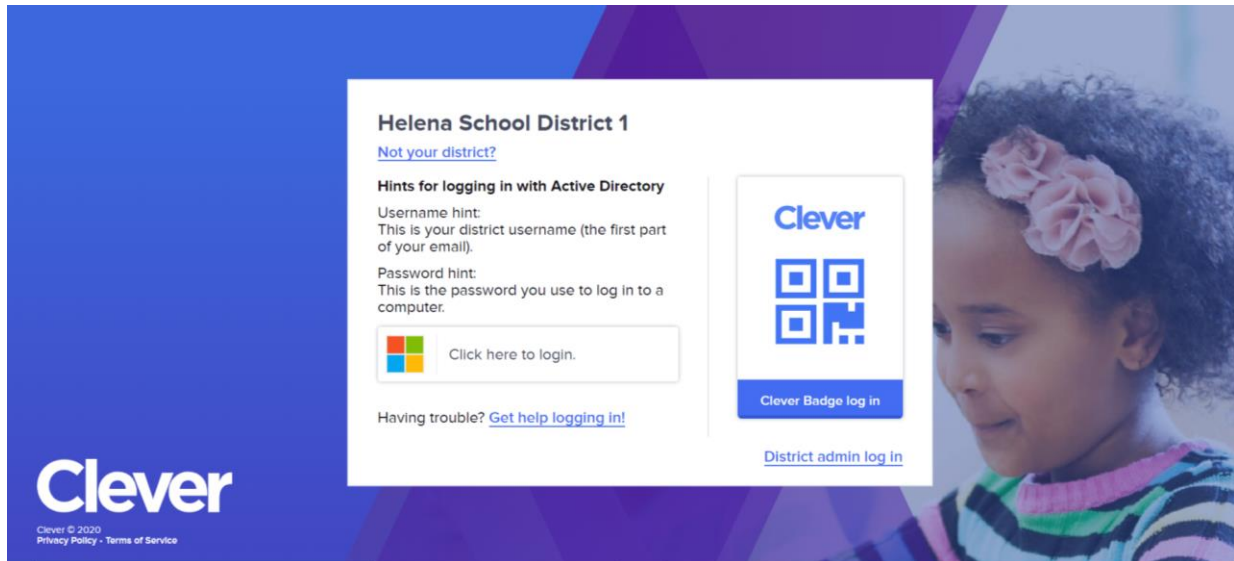 Helena School District 1
Not your district?
Hints for logging in with Active Directory
Username hint:
This is your district username (the first part
of your email).
Password hint:
This is the password you use to log in to a
computer.
Click here to login.
Having trouble? Get help logging in!
Clever
Clever Badge log in
District admin log in
Clever
Clever © 2020
Privacy Policy - Terms of Service